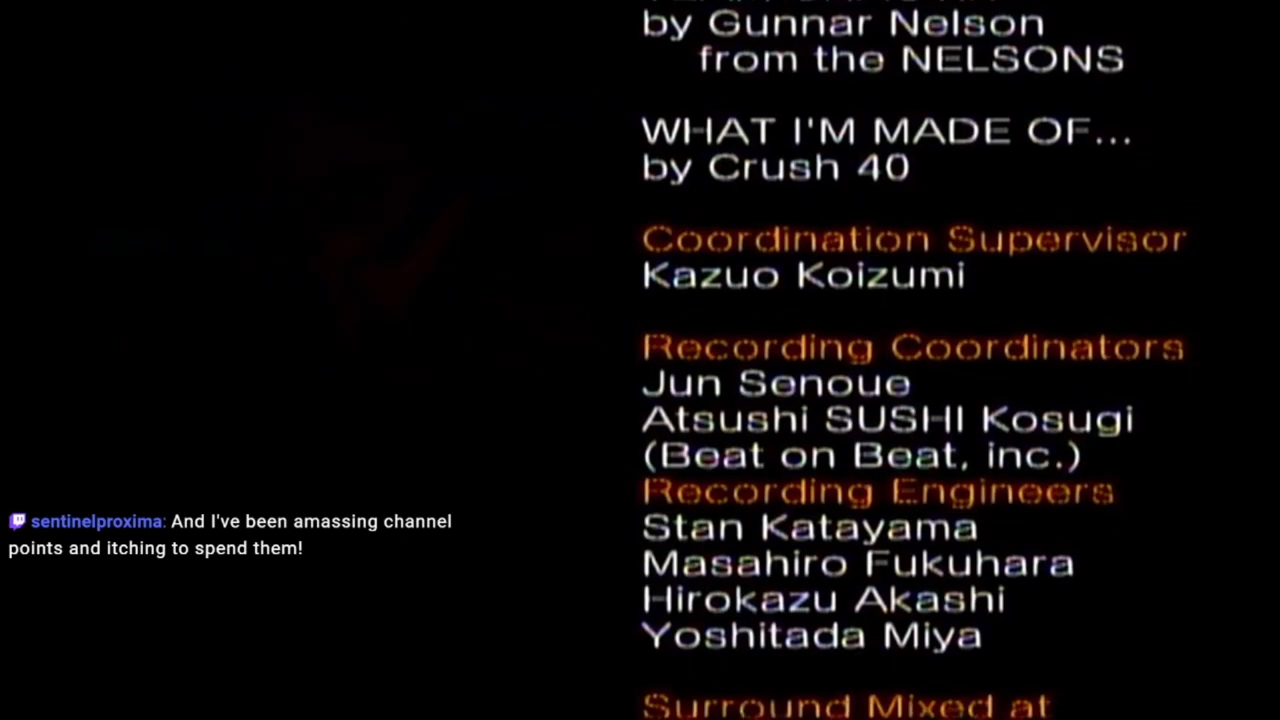 by Gunnar Nelson
from the NELSONS
WHAT I'M MADE OF...
by Crush 40
Coordination Supervisor
Kazuo Koizumi
Recording Coordinators
Jun Senoue
Atsushi SUSHI Kosugi
(Beat on Beat, inc.)
Recording Engineers
Stan Katayama
Masahiro Fukuhara
Hirokazu Akashi
Yoshitada Miya
Surround Mixed at
sentinelproxima: And I've been amassing channel
points and itching to spend them!